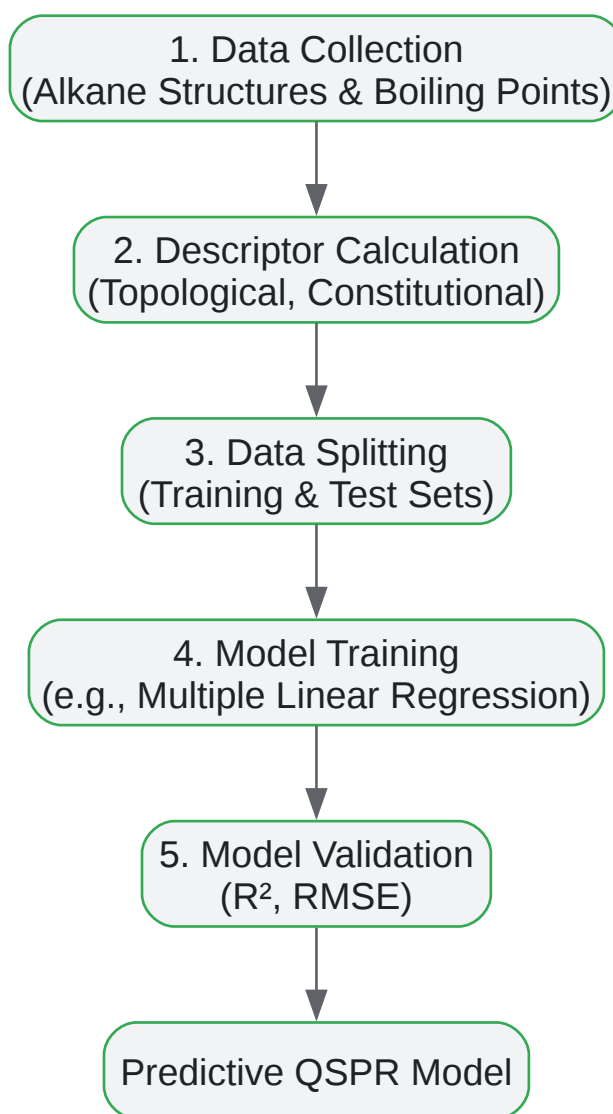 1. Data Collection
(Alkane Structures & Boiling Points)
2. Descriptor Calculation
(Topological, Constitutional)
3. Data Splitting
(Training & Test Sets)
4. Model Training
(e.g., Multiple Linear Regression)
5. Model Validation
(R², RMSE)
Predictive QSPR Model